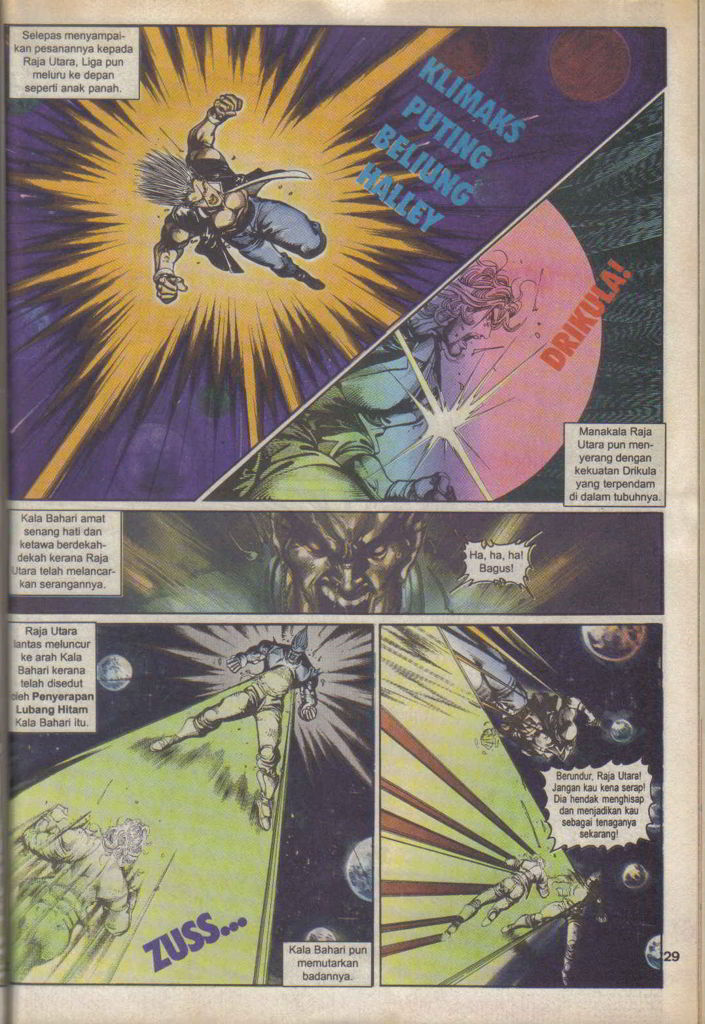 Selepas menyampai-
kan pesanannya kepada
Raja Utara, Liga pun
meluru ke depan
seperti anak panah.
KLIMAKS
PUTING
BELIUNG
HALLEY
DRIKULA!
Manakala Raja
Utara pun men-
yerang dengan
kekuatan Drikula
yang terpendam
di dalam tubuhnya.
Kala Bahari amat
senang hati dan
ketawa berdekah-
dekah kerana Raja
Utara telah melancar-
kan serangannya.
Ha, ha, ha!
Bagus!
Raja Utara
lantas meluncur
ke arah Kala
Bahari kerana
telah disedut
oleh Penyerapan
Lubang Hitam
Kala Bahari itu.
ZUSS...
Kala Bahari pun
memutarkan
badannya.
Berundur, Raja Utara!
Jangan kau kena serap!
Dia hendak menghisap
dan menjadikan kau
sebagai tenaganya
sekarang!
29